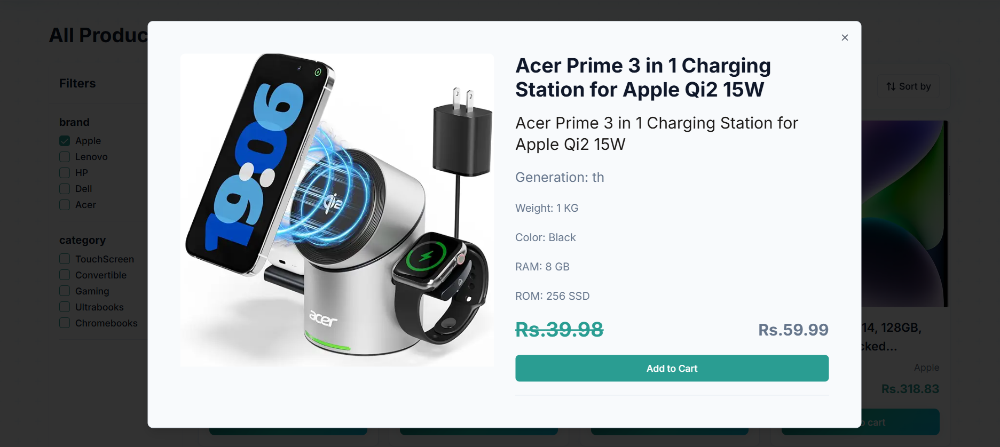 All Produc
Filters
brand
Apple
Lenovo
HP
Dell
Acer
category
TouchScreen
Convertible
Gaming
Ultrabooks
Chromebooks
Sort by
19:06
Qi2
acer
Acer Prime 3 in 1 Charging
Station for Apple Qi2 15W
Acer Prime 3 in 1 Charging Station for
Apple Qi2 15W
Generation: th
Weight: 1 KG
Color: Black
RAM: 8 GB
ROM: 256 SSD
Rs.39.98
Rs.59.99
Add to Cart
14, 128GB,
cked...
Apple
Rs.318.83
o cart